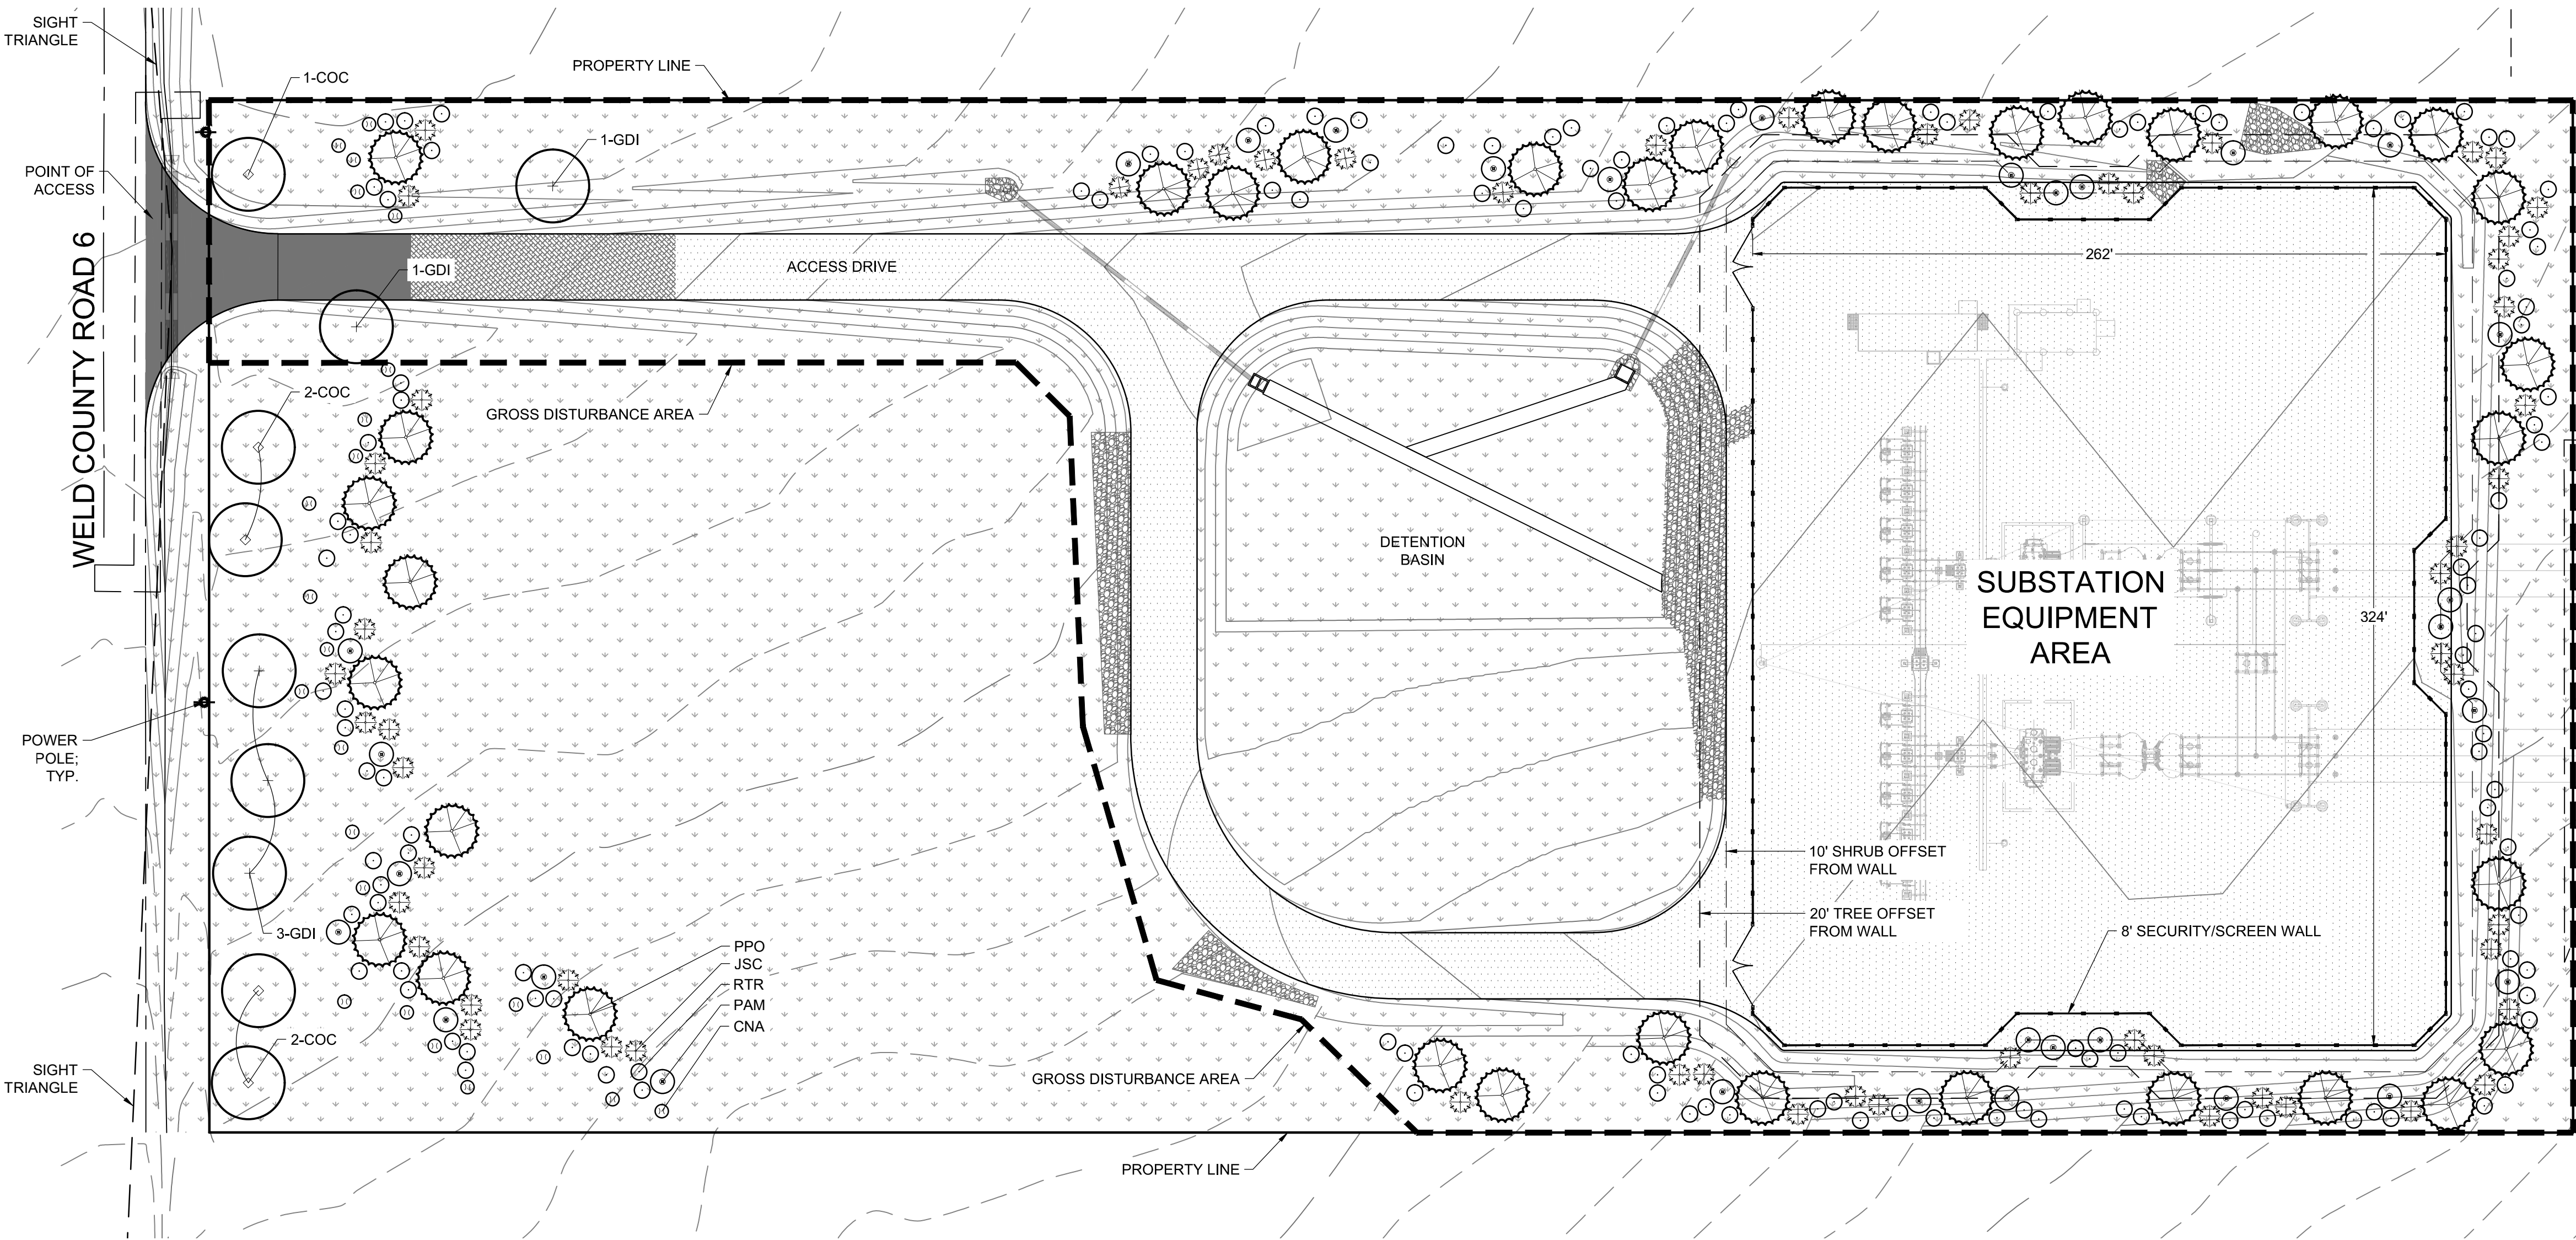 SIGHT
TRIANGLE
1-COC
PROPERTY LINE
1-GDI
POINT OF
ACCESS
WELD COUNTY ROAD 6
1-GDI
ACCESS DRIVE
262'
2-COC
GROSS DISTURBANCE AREA
DETENTION
BASIN
SUBSTATION
EQUIPMENT
AREA
324'
POWER
POLE;
TYP.
10' SHRUB OFFSET
FROM WALL
20' TREE OFFSET
FROM WALL
8' SECURITY/SCREEN WALL
3-GDI
PPO
JSC
RTR
PAM
CNA
2-COC
SIGHT
TRIANGLE
GROSS DISTURBANCE AREA
PROPERTY LINE